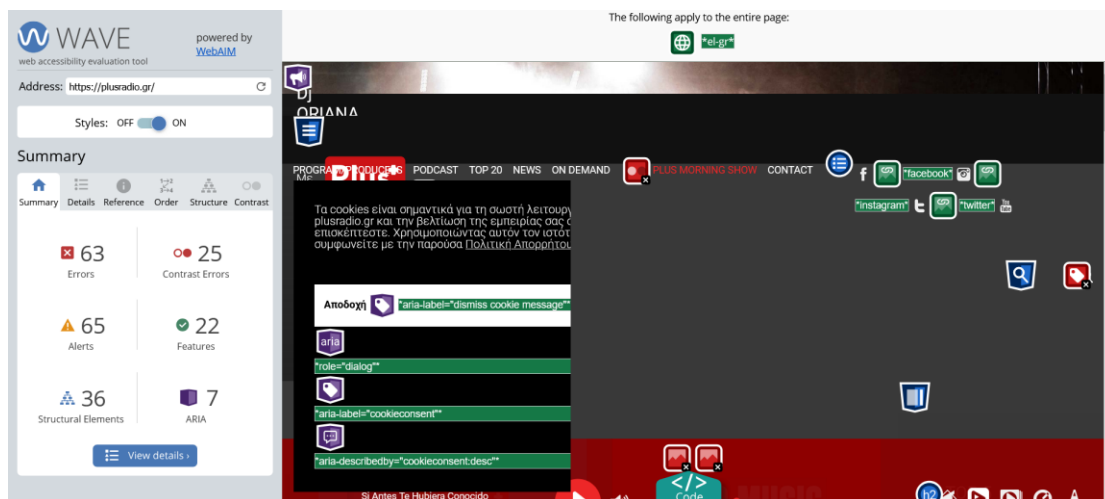 WAVE
web accessibility evaluation tool
powered by
WebAIM
Address: https://plusradio.gr/
Styles: OFF ON
Summary
Summary Details Reference Order Structure Contrast
63
Errors
25
Contrast Errors
65
Alerts
22
Features
36
Structural Elements
7
ARIA
View details ›
The following apply to the entire page:
*el-gr*
Dj
ORIANA
PRODUCERS PODCAST TOP 20 NEWS ON DEMAND PLUS MORNING SHOW CONTACT
Plus
*facebook*
*instagram* *twitter*
Τα cookies είναι σημαντικά για τη σωστή λειτουργ
plusradio.gr και την βελτίωση της εμπειρίας σας
επισκέπτεστε. Χρησιμοποιώντας αυτόν τον ιστότ
συμφωνείτε με την παρούσα Πολιτική Απορρήτου
Αποδοχή *aria-label="dismiss cookie message"*
aria
*role="dialog"*
*aria-label="cookieconsent"*
*aria-describedby="cookieconsent:desc"*
Si Antes Te Hubiera Conocido
</>
Code
h2